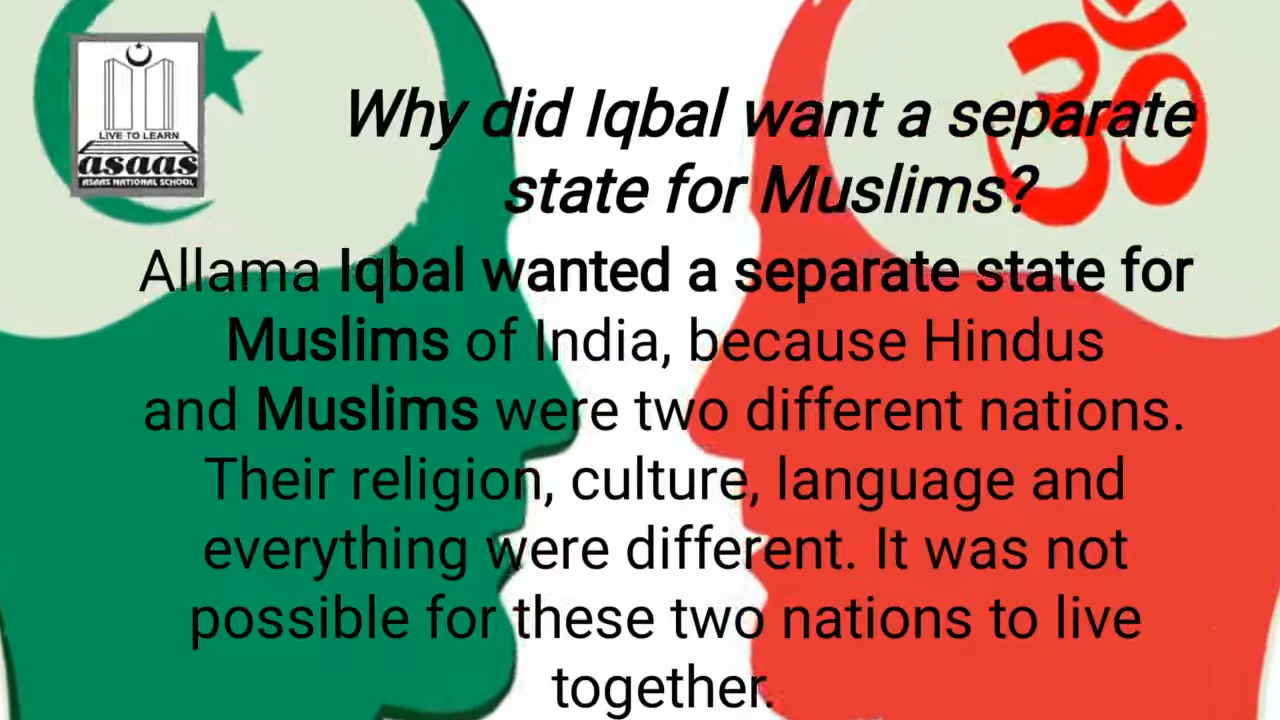 LIVE TO LEARN
asaas
ASAAS NATIONAL SCHOOL
Why did Iqbal want a separate
state for Muslims?
Allama Iqbal wanted a separate state for
Muslims of India, because Hindus
and Muslims were two different nations.
Their religion, culture, language and
everything were different. It was not
possible for these two nations to live
together.
ॐ